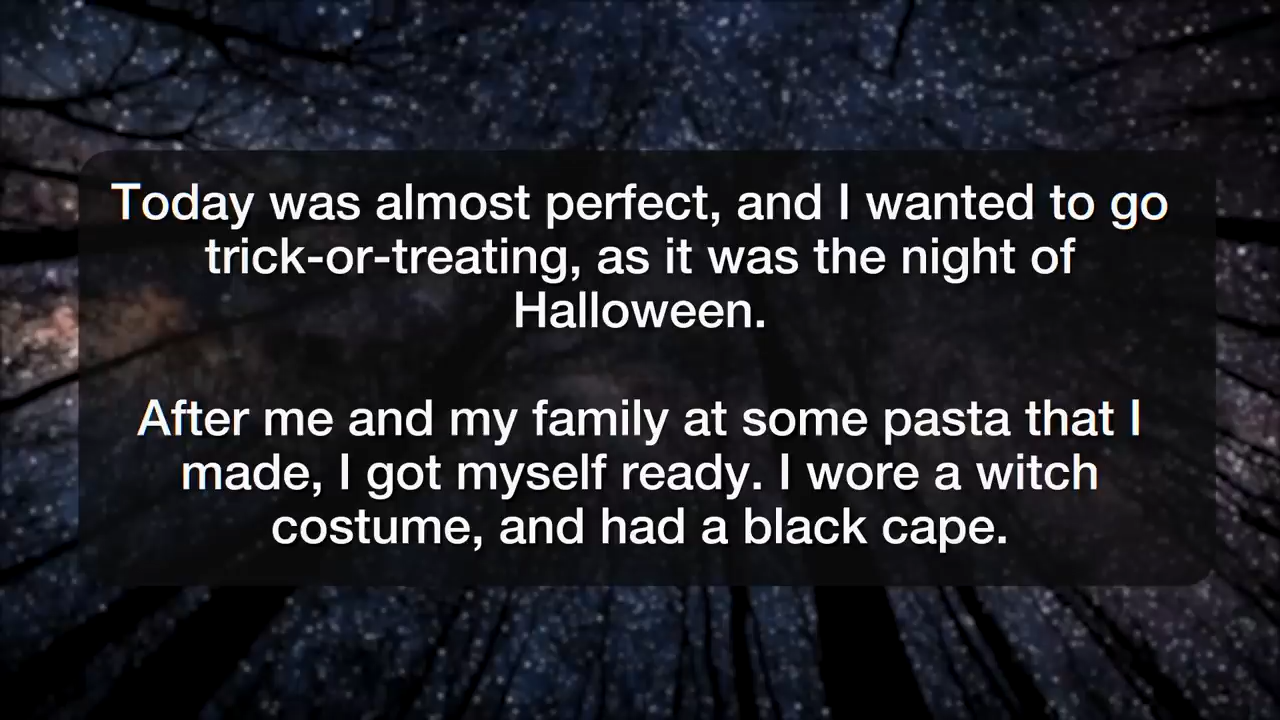 Today was almost perfect, and I wanted to go
trick-or-treating, as it was the night of
Halloween.
After me and my family at some pasta that I
made, I got myself ready. I wore a witch
costume, and had a black cape.